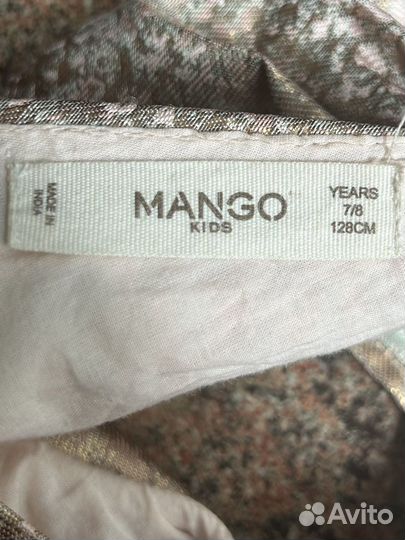 MADE IN
INDIA
MANGO
KIDS
YEARS
7/8
128CM
Avito